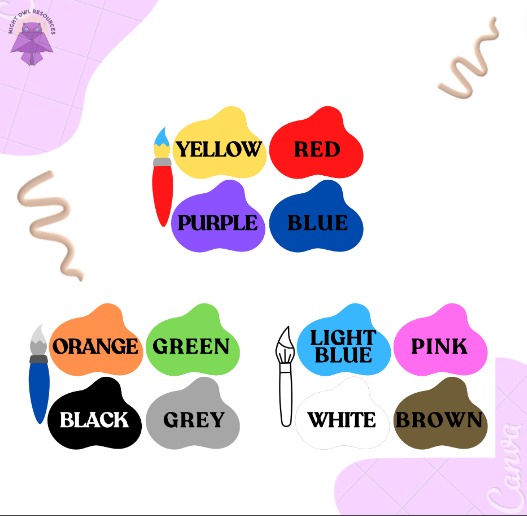 NIGHT OWL RESOURCES
YELLOW RED
PURPLE BLUE
ORANGE GREEN
BLACK GREY
LIGHT
BLUE
PINK
WHITE BROWN
Canva